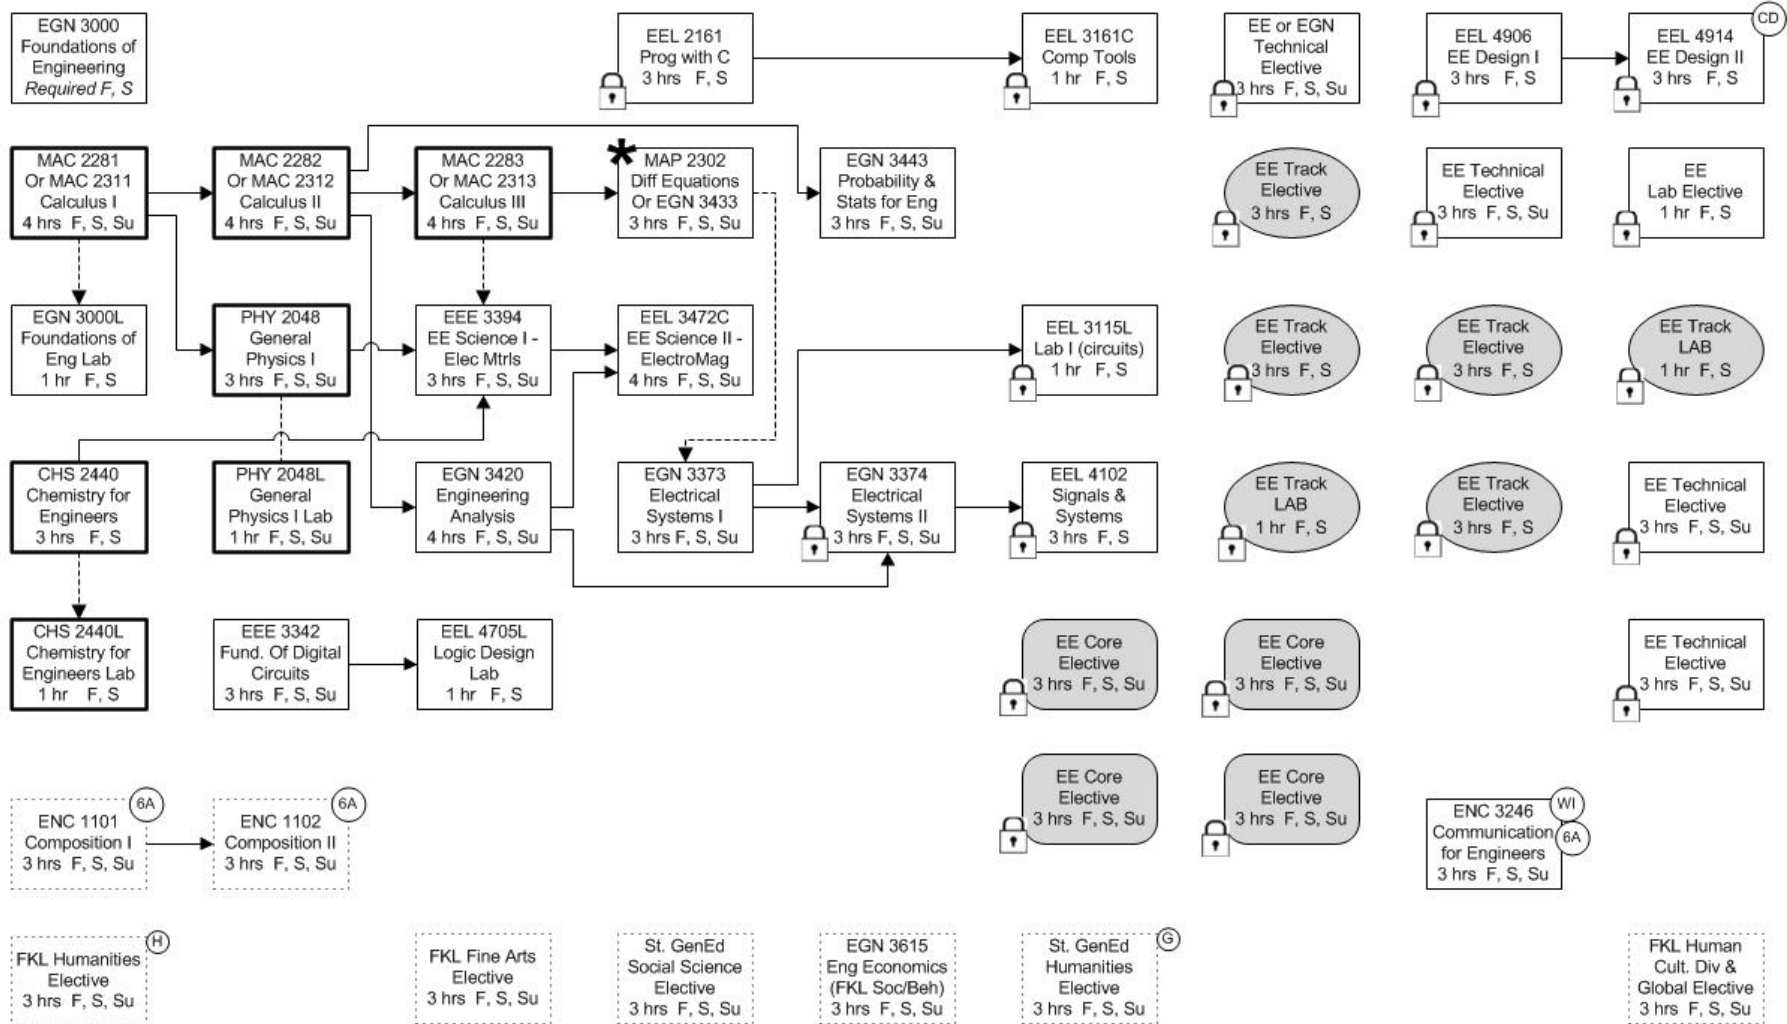 EGN 3000
Foundations of
Engineering
Required F, S
EEL 2161
Prog with C
3 hrs F, S
EEL 3161C
Comp Tools
1 hr F, S
EE or EGN
Technical
Elective
3 hrs F, S, Su
EEL 4906
EE Design I
3 hrs F, S
EEL 4914
EE Design II
3 hrs F, S
CD
MAC 2281
Or MAC 2311
Calculus I
4 hrs F, S, Su
MAC 2282
Or MAC 2312
Calculus II
4 hrs F, S, Su
MAC 2283
Or MAC 2313
Calculus III
4 hrs F, S, Su
*
MAP 2302
Diff Equations
Or EGN 3433
3 hrs F, S, Su
EGN 3443
Probability &
Stats for Eng
3 hrs F, S, Su
EE Track
Elective
3 hrs F, S
EE Technical
Elective
3 hrs F, S, Su
EE
Lab Elective
1 hr F, S
EGN 3000L
Foundations of
Eng Lab
1 hr F, S
PHY 2048
General
Physics I
3 hrs F, S, Su
EEE 3394
EE Science I -
Elec Mtrls
3 hrs F, S, Su
EEL 3472C
EE Science II -
ElectroMag
4 hrs F, S, Su
EEL 3115L
Lab I (circuits)
1 hr F, S
EE Track
Elective
3 hrs F, S
EE Track
Elective
3 hrs F, S
EE Track
LAB
1 hr F, S
CHS 2440
Chemistry for
Engineers
3 hrs F, S
PHY 2048L
General
Physics I Lab
1 hr F, S, Su
EGN 3420
Engineering
Analysis
4 hrs F, S, Su
EGN 3373
Electrical
Systems I
3 hrs F, S, Su
EGN 3374
Electrical
Systems II
3 hrs F, S, Su
EEL 4102
Signals &
Systems
3 hrs F, S
EE Track
LAB
1 hr F, S
EE Track
Elective
3 hrs F, S
EE Technical
Elective
3 hrs F, S, Su
CHS 2440L
Chemistry for
Engineers Lab
1 hr F, S
EEE 3342
Fund. Of Digital
Circuits
3 hrs F, S, Su
EEL 4705L
Logic Design
Lab
1 hr F, S
EE Core
Elective
3 hrs F, S, Su
EE Core
Elective
3 hrs F, S, Su
EE Technical
Elective
3 hrs F, S, Su
EE Core
Elective
3 hrs F, S, Su
EE Core
Elective
3 hrs F, S, Su
6A
ENC 1101
Composition I
3 hrs F, S, Su
6A
ENC 1102
Composition II
3 hrs F, S, Su
WI
6A
ENC 3246
Communication
for Engineers
3 hrs F, S, Su
H
FKL Humanities
Elective
3 hrs F, S, Su
FKL Fine Arts
Elective
3 hrs F, S, Su
St. GenEd
Social Science
Elective
3 hrs F, S, Su
EGN 3615
Eng Economics
(FKL Soc/Beh)
3 hrs F, S, Su
G
St. GenEd
Humanities
Elective
3 hrs F, S, Su
FKL Human
Cult. Div &
Global Elective
3 hrs F, S, Su